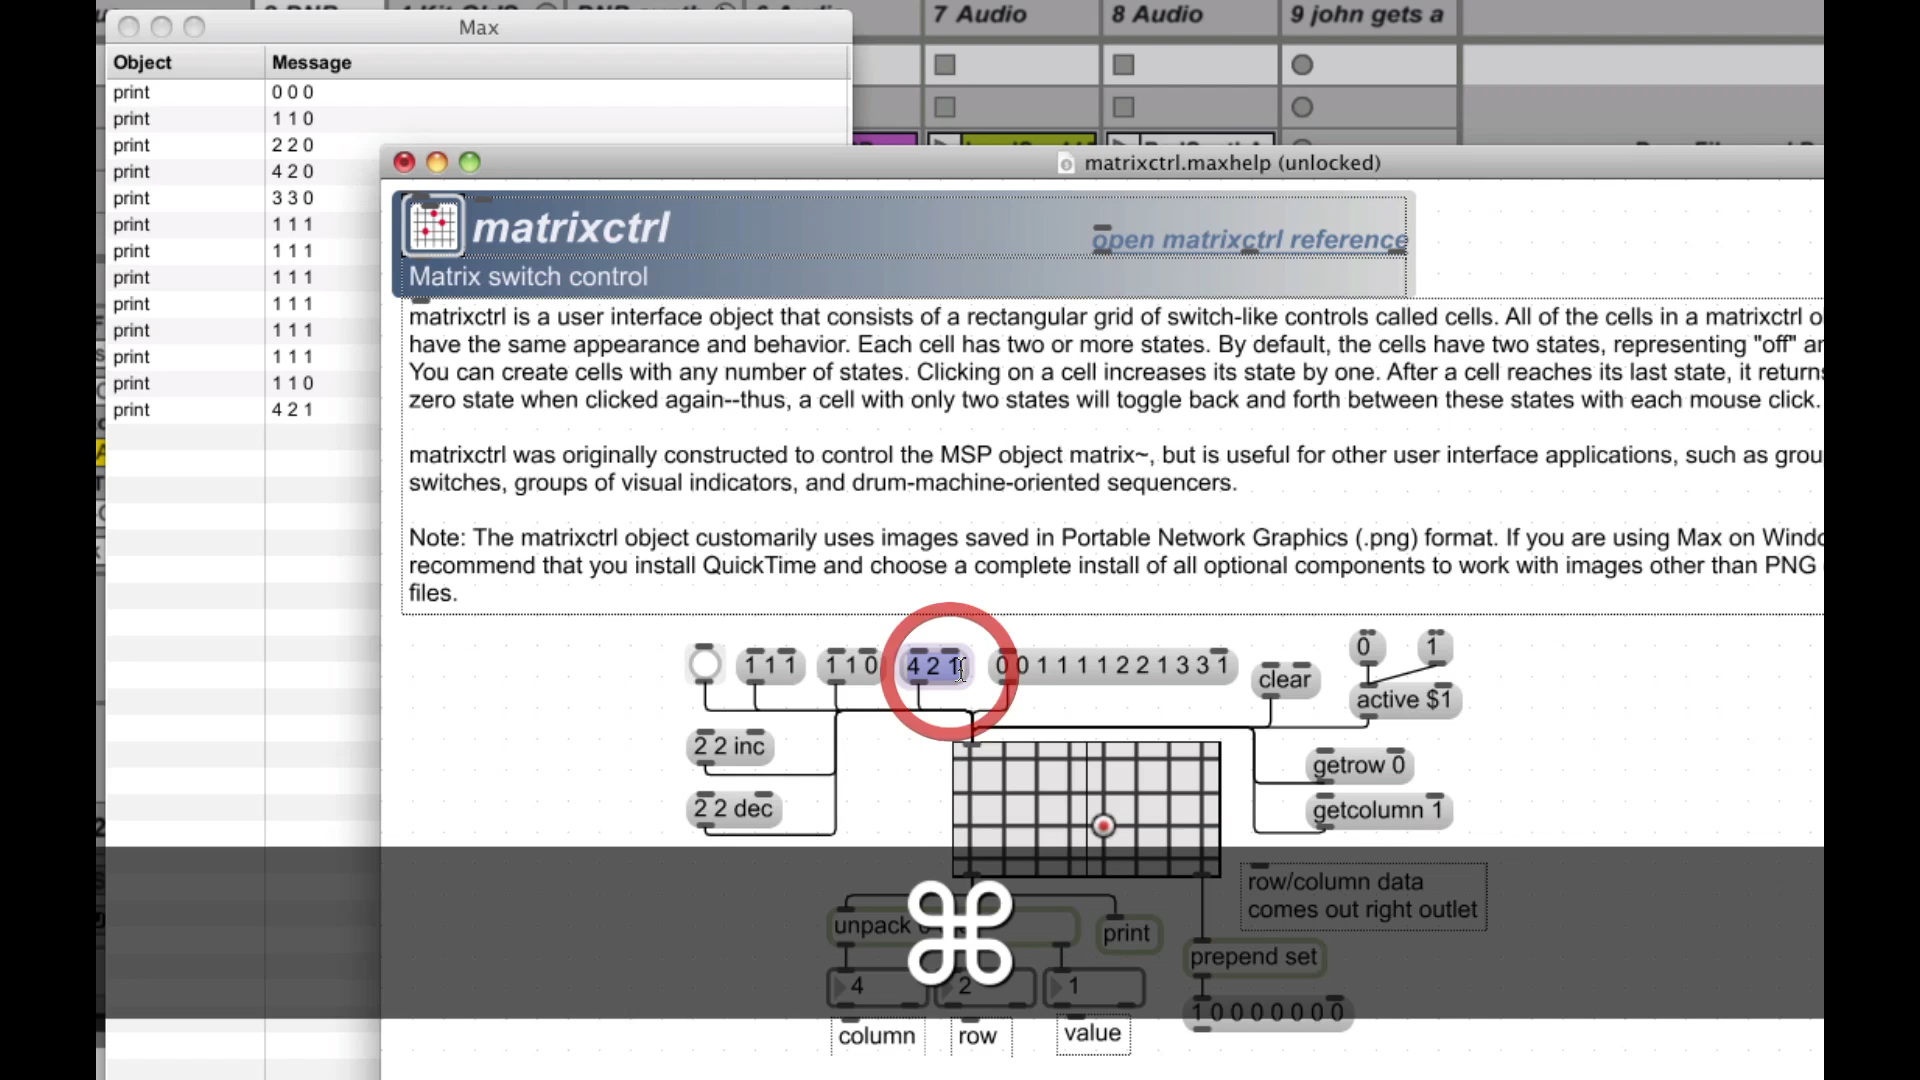 7 Audio
8 Audio
9 john gets a
Max
Object Message
print 0 0 0
print 1 1 0
print 2 2 0
print 4 2 0
print 3 3 0
print 1 1 1
print 1 1 1
print 1 1 1
print 1 1 1
print 1 1 1
print 1 1 1
print 1 1 0
print 4 2 1
matrixctrl.maxhelp (unlocked)
matrixctrl
open matrixctrl reference
Matrix switch control
matrixctrl is a user interface object that consists of a rectangular grid of switch-like controls called cells. All of the cells in a matrixctrl o
have the same appearance and behavior. Each cell has two or more states. By default, the cells have two states, representing "off" an
You can create cells with any number of states. Clicking on a cell increases its state by one. After a cell reaches its last state, it returns
zero state when clicked again--thus, a cell with only two states will toggle back and forth between these states with each mouse click.
matrixctrl was originally constructed to control the MSP object matrix~, but is useful for other user interface applications, such as grou
switches, groups of visual indicators, and drum-machine-oriented sequencers.
Note: The matrixctrl object customarily uses images saved in Portable Network Graphics (.png) format. If you are using Max on Windo
recommend that you install QuickTime and choose a complete install of all optional components to work with images other than PNG
files.
1 1 1
1 1 0
4 2 1
0 0 1 1 1 1 2 2 1 3 3 1
clear
0
1
active $1
2 2 inc
2 2 dec
getrow 0
getcolumn 1
row/column data
comes out right outlet
unpack
print
prepend set
4
2
1
1 0 0 0 0 0 0 0
column
row
value